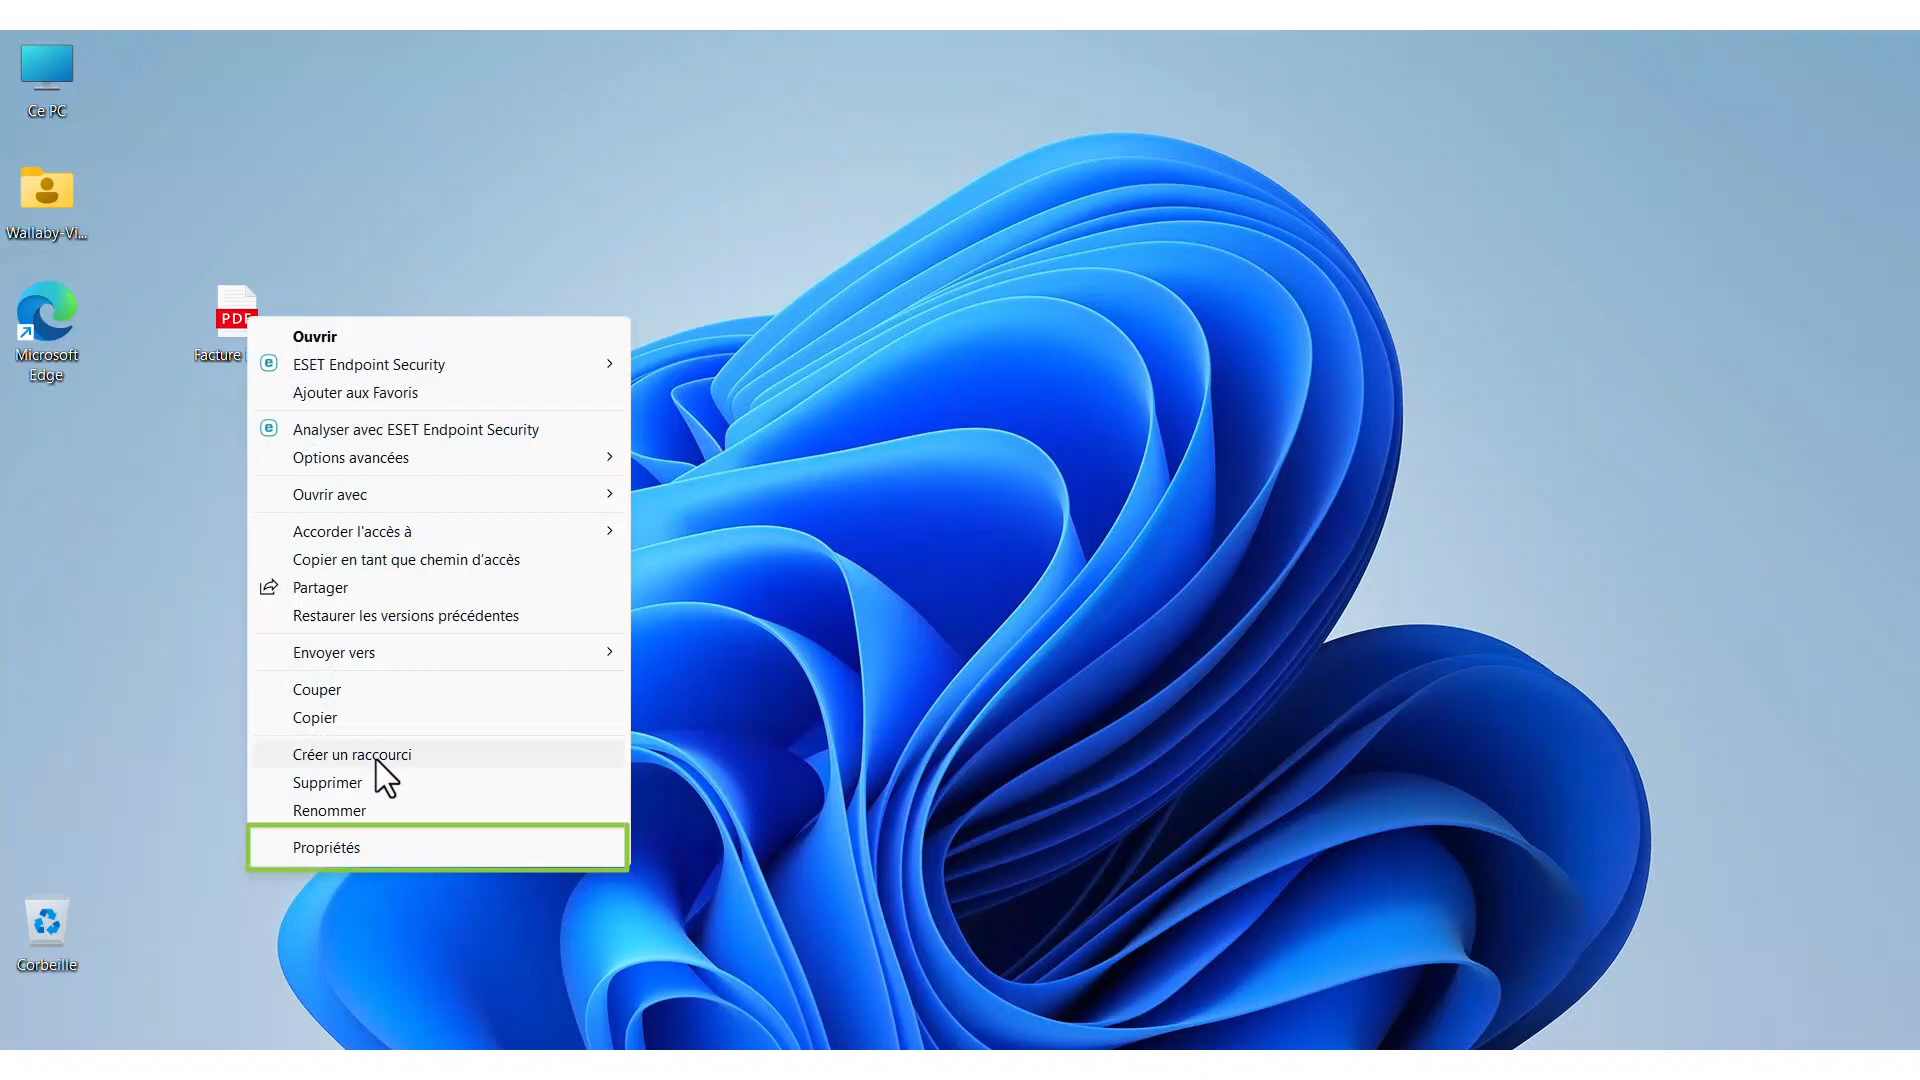 Ce PC
Wallaby-Vi...
Microsoft
Edge
PDF
Facture
Ouvrir
ESET Endpoint Security
Ajouter aux Favoris
Analyser avec ESET Endpoint Security
Options avancées
Ouvrir avec
Accorder l'accès à
Copier en tant que chemin d’accès
Partager
Restaurer les versions précédentes
Envoyer vers
Couper
Copier
Créer un raccourci
Supprimer
Renommer
Propriétés
Corbeille